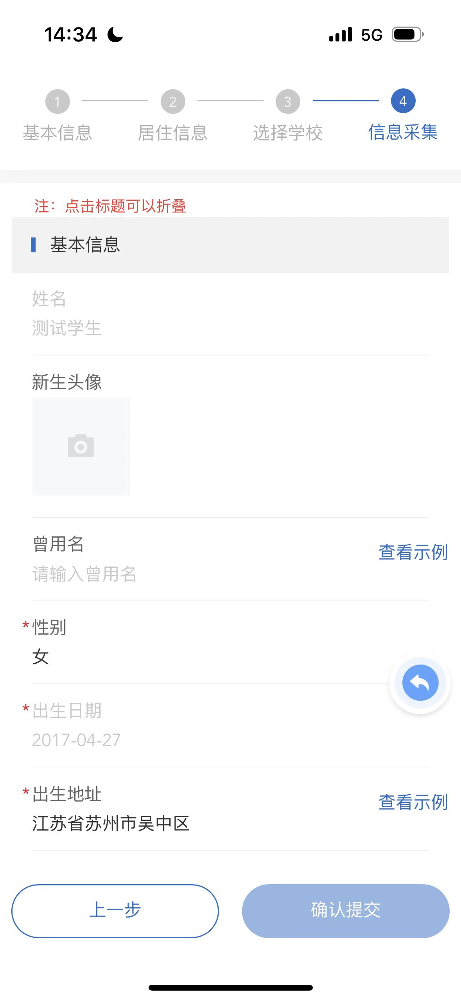 14:34 5G
1 2 3 4
基本信息 居住信息 选择学校 信息采集
注：点击标题可以折叠
基本信息
姓名
测试学生
新生头像
曾用名
查看示例
请输入曾用名
*性别
女
*出生日期
2017-04-27
*出生地址
查看示例
江苏省苏州市吴中区
上一步 确认提交